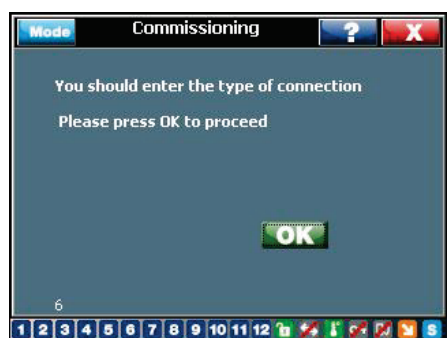 Mode Commissioning ? X
You should enter the type of connection
Please press OK to proceed
OK
6
1 2 3 4 5 6 7 8 9 10 11 12 S